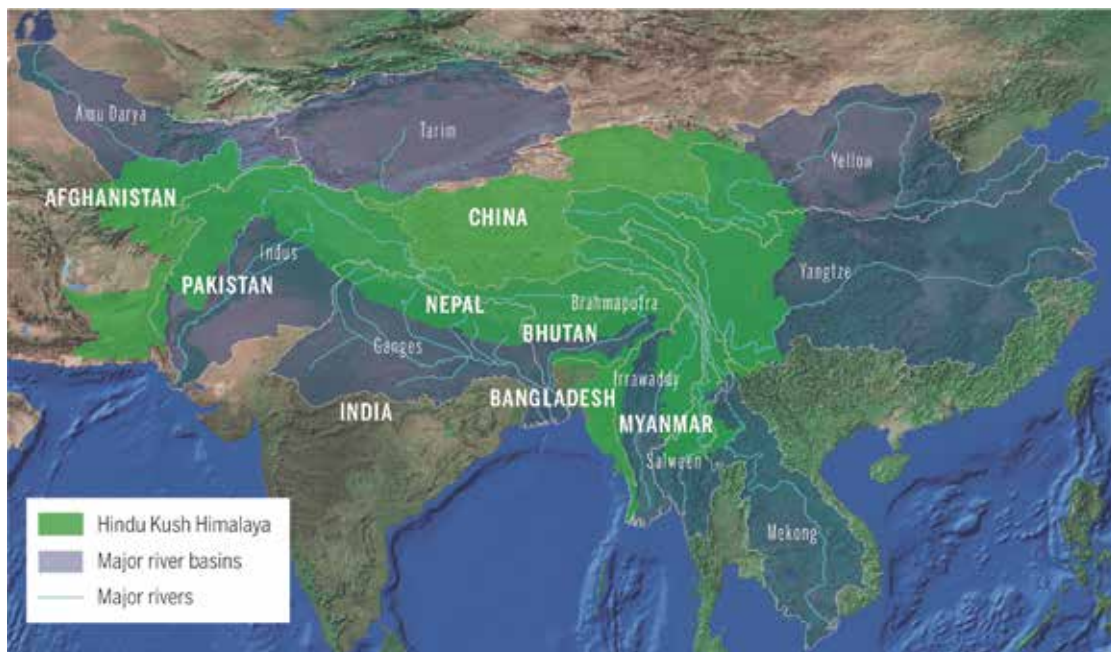 Amu Darya
Tarim
Yellow
AFGHANISTAN
CHINA
Indus
Yangtze
PAKISTAN
NEPAL
Brahmaputra
BHUTAN
Ganges
Irrawaddy
BANGLADESH
INDIA
MYANMAR
Salween
Mekong
Hindu Kush Himalaya
Major river basins
Major rivers